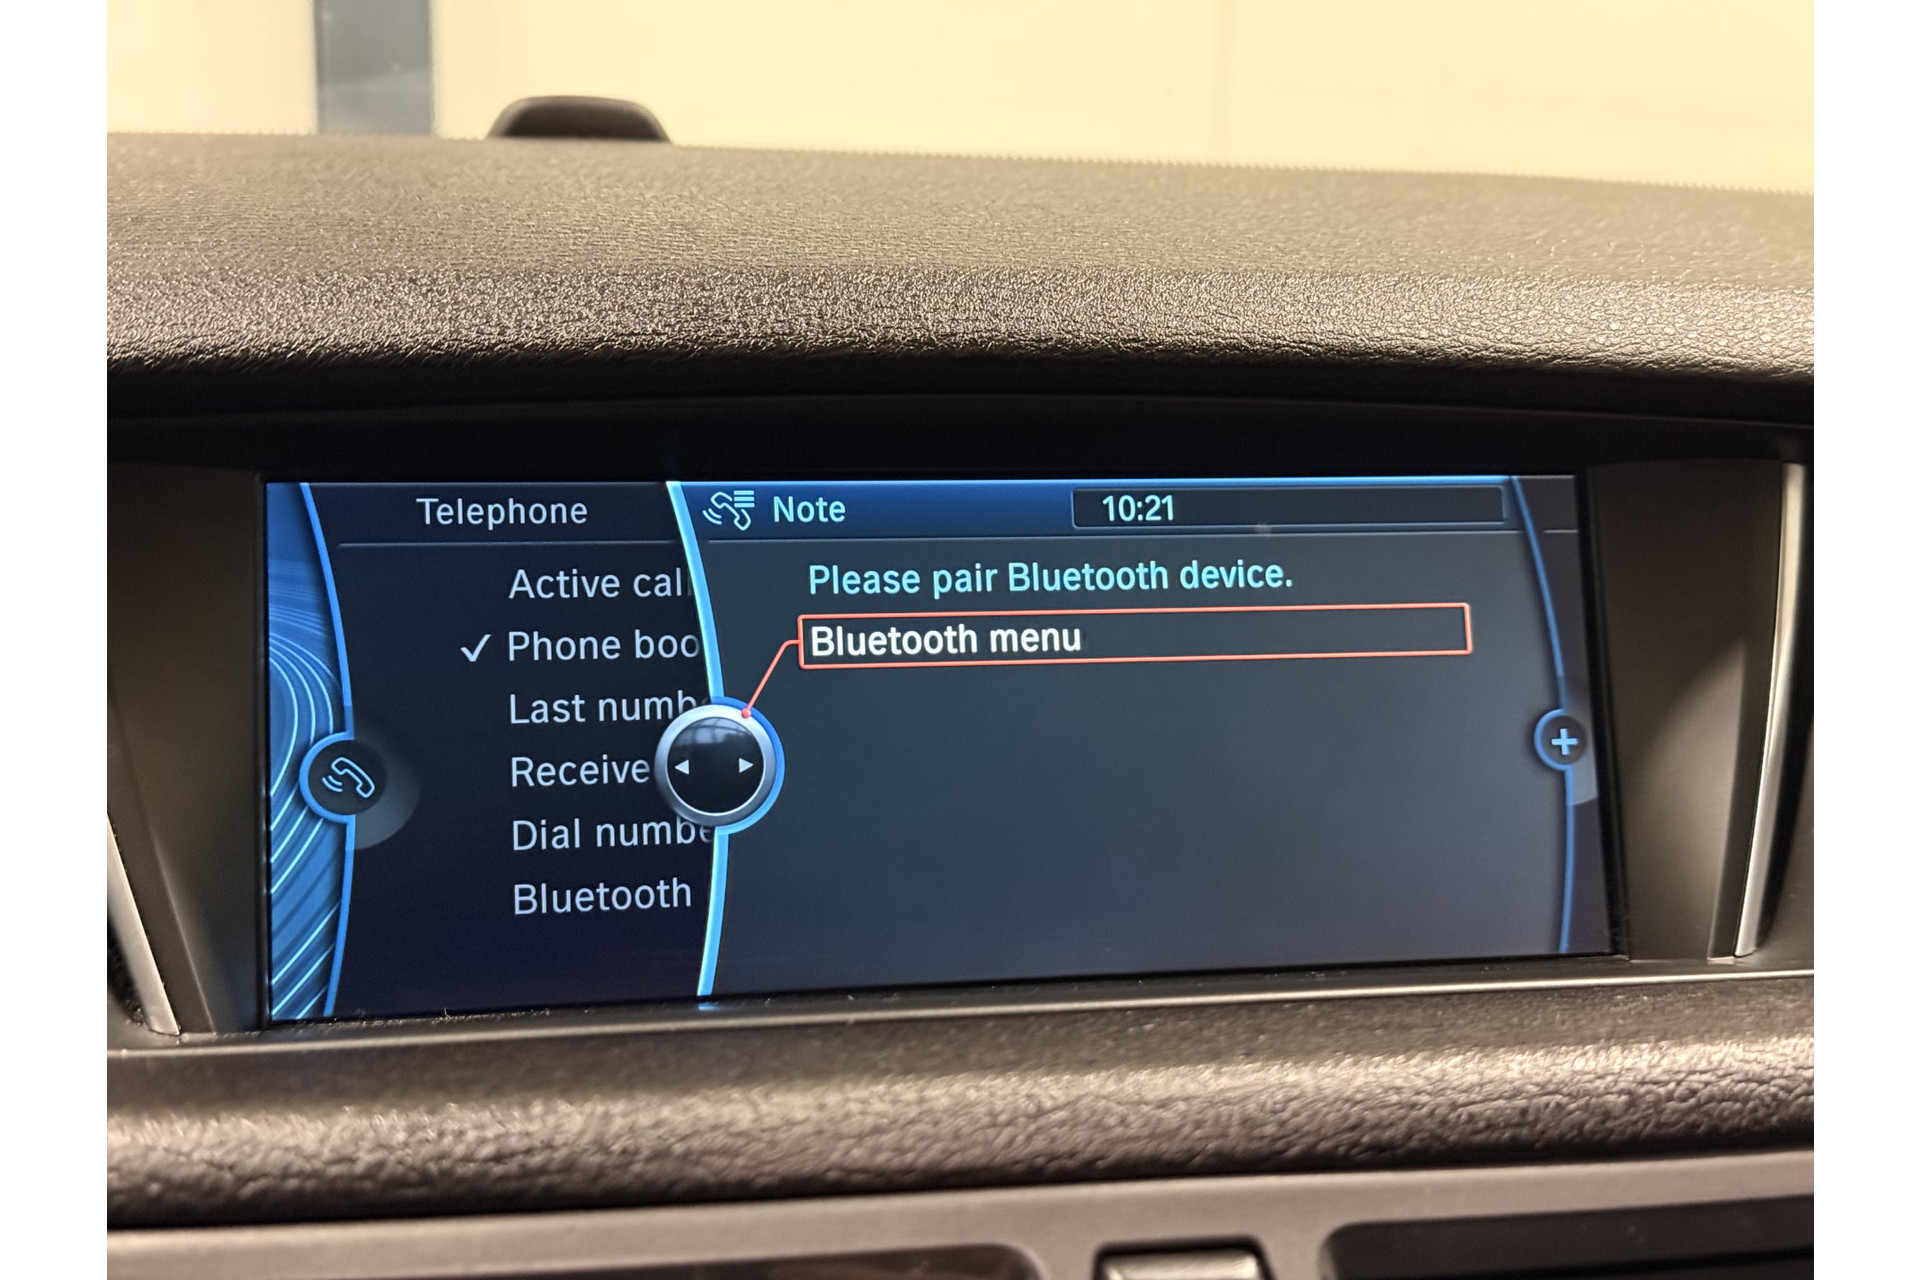 Telephone
Active cal
✓ Phone boo
Last numb
Receive
Dial numbe
Bluetooth
Note
10:21
Please pair Bluetooth device.
Bluetooth menu